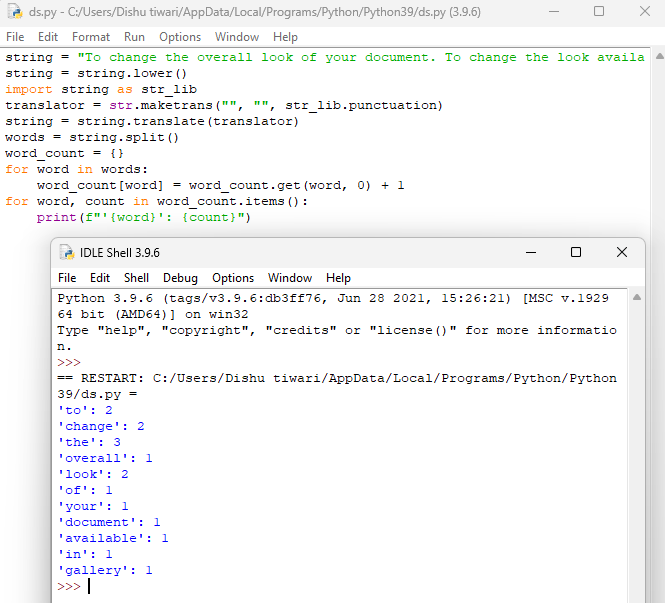 ds.py - C:/Users/Dishu tiwari/AppData/Local/Programs/Python/Python39/ds.py (3.9.6)
File Edit Format Run Options Window Help
string = "To change the overall look of your document. To change the look availa
string = string.lower()
import string as str_lib
translator = str.maketrans("", "", str_lib.punctuation)
string = string.translate(translator)
words = string.split()
word_count = {}
for word in words:
    word_count[word] = word_count.get(word, 0) + 1
for word, count in word_count.items():
    print(f"'{word}': {count}")
IDLE Shell 3.9.6
File Edit Shell Debug Options Window Help
Python 3.9.6 (tags/v3.9.6:db3ff76, Jun 28 2021, 15:26:21) [MSC v.1929
64 bit (AMD64)] on win32
Type "help", "copyright", "credits" or "license()" for more informatio
n.
>>>
== RESTART: C:/Users/Dishu tiwari/AppData/Local/Programs/Python/Python
39/ds.py =
'to': 2
'change': 2
'the': 3
'overall': 1
'look': 2
'of': 1
'your': 1
'document': 1
'available': 1
'in': 1
'gallery': 1
>>>